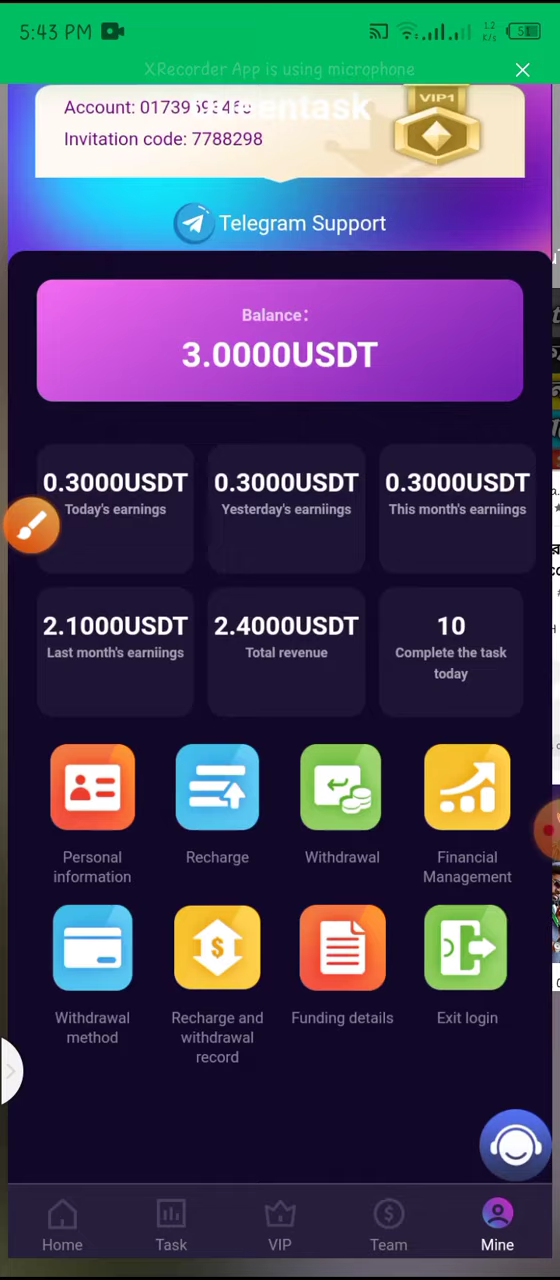 5:43 PM
1.2
K/s
5
XRecorder App is using microphone
VIP1
Invitation code: 7788298
Telegram Support
Balance:
3.0000USDT
0.3000USDT 0.3000USDT 0.3000USDT
Today's earnings Yesterday's earniings This month's earniings
2.1000USDT 2.4000USDT 10
Last month's earniings Total revenue Complete the task
today
Personal Recharge Withdrawal Financial
information Management
Withdrawal Recharge and Funding details Exit login
method withdrawal
record
Home Task VIP Team Mine